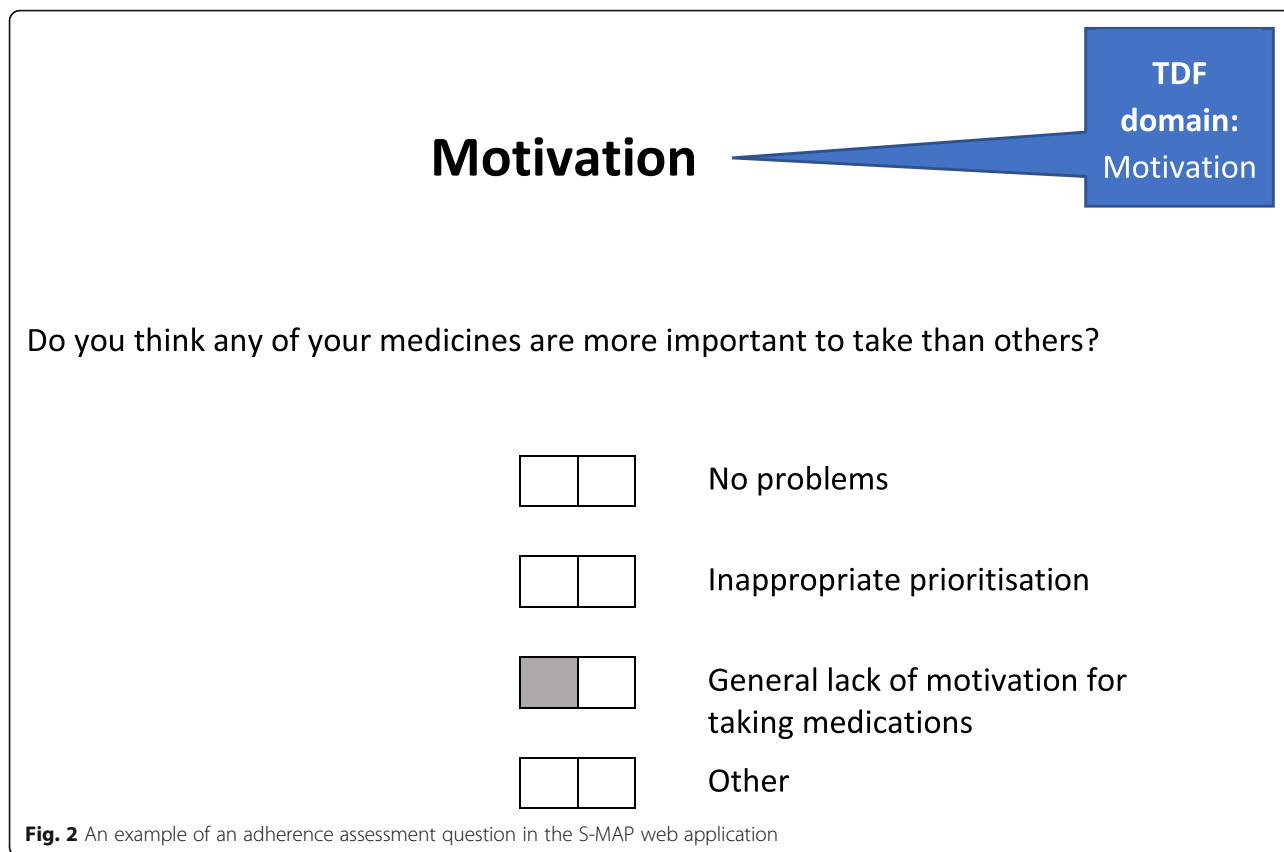 TDF
domain:
Motivation
Motivation
Do you think any of your medicines are more important to take than others?
No problems
Inappropriate prioritisation
General lack of motivation for
taking medications
Other
Fig. 2 An example of an adherence assessment question in the S-MAP web application